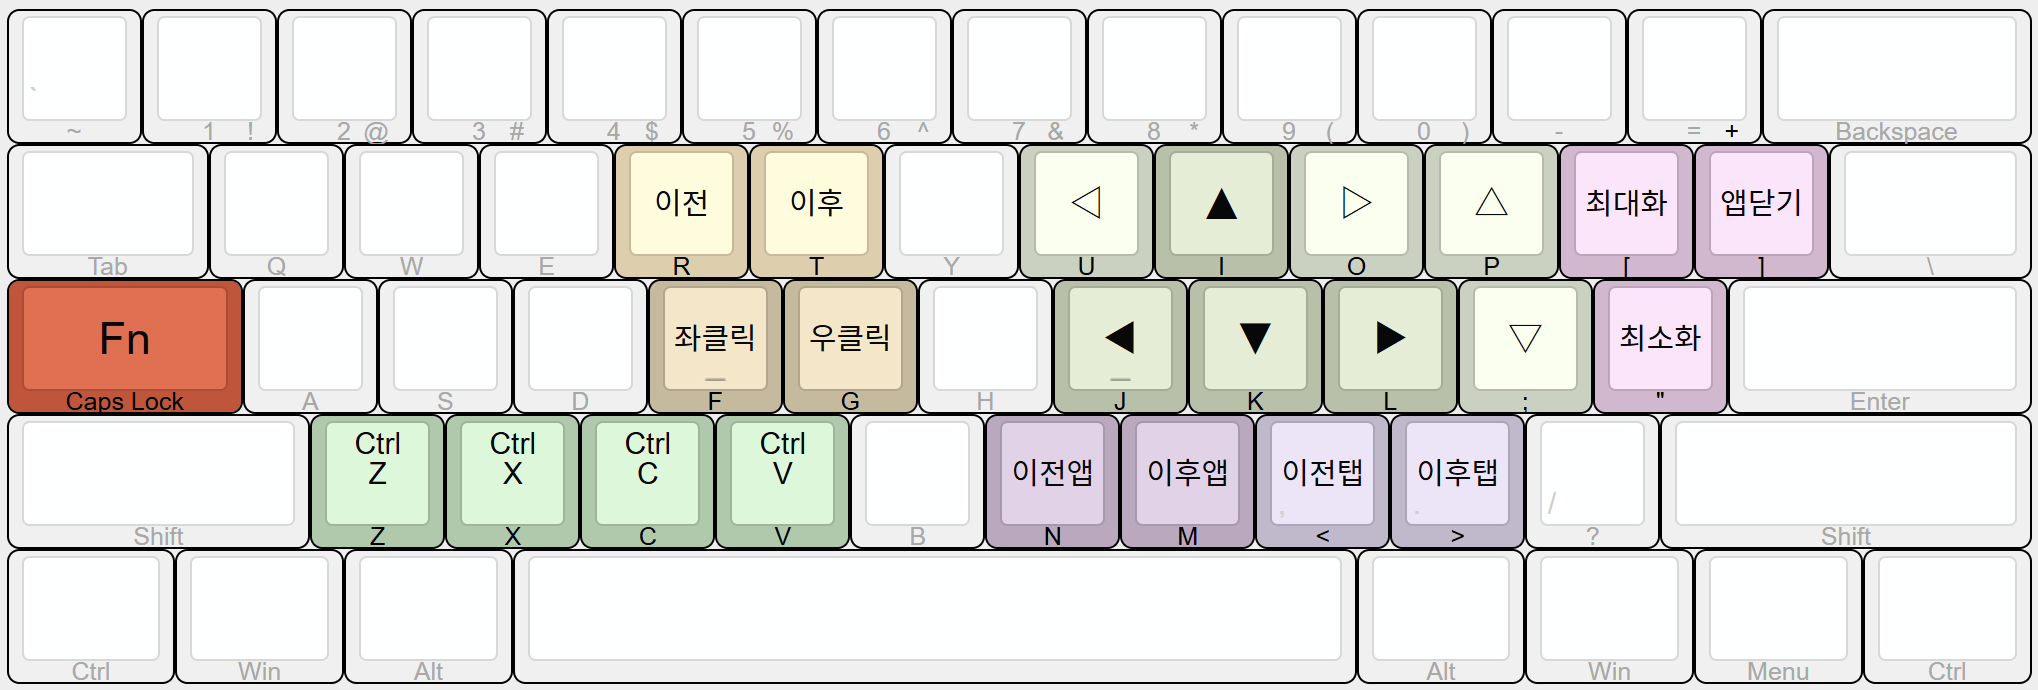 `
~ 1 ! 2 @ 3 # 4 $ 5 % 6 ^ 7 & 8 * 9 ( 0 ) - = + Backspace
이전 이후 ◁ ▲ ▷ △ 최대화 앱닫기
Tab Q W E R T Y U I O P [ ] \
Fn 좌클릭 우클릭 ◀ ▼ ▶ ▽ 최소화
_ _
Caps Lock A S D F G H J K L ; " Enter
Ctrl Ctrl Ctrl Ctrl
Z X C V 이전앱 이후앱 이전탭 이후탭
, . /
Shift Z X C V B N M < > ? Shift
Ctrl Win Alt Alt Win Menu Ctrl